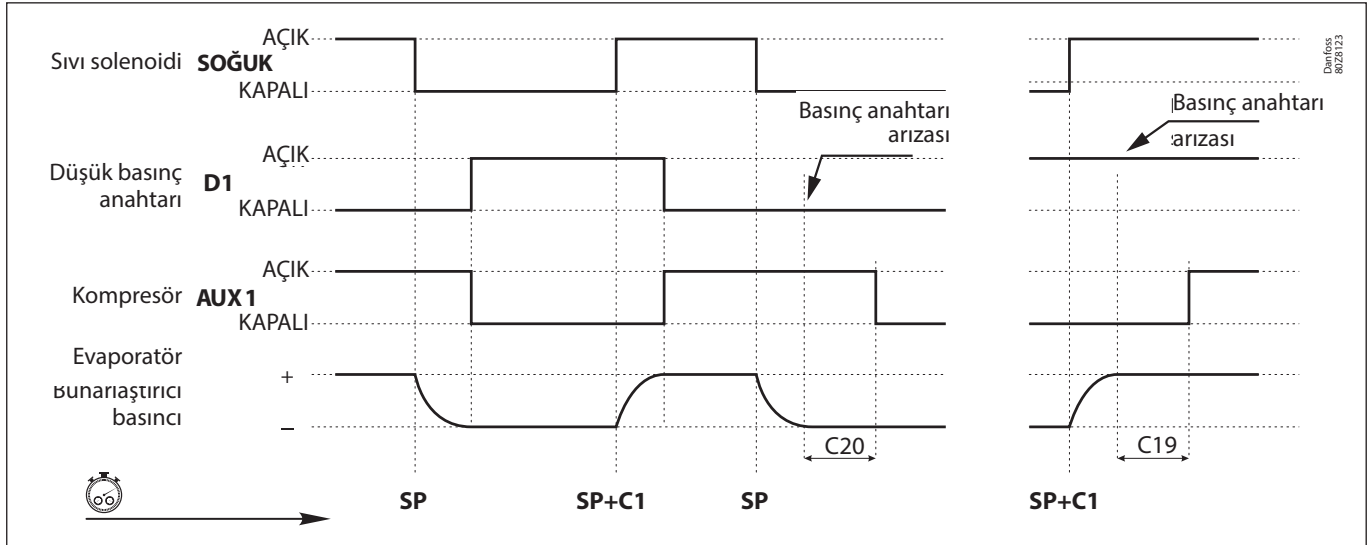 Sıvı solenoidi SOĞUK
AÇIK
KAPALI
Basınç anahtarı
arızası
Basınç anahtarı
arızası
Danfoss
80Z8123
Düşük basınç
anahtarı
D1
AÇIK
KAPALI
Kompresör AUX 1
AÇIK
KAPALI
Evaporatör
basıncı
+
–
C20
C19
SP
SP+C1
SP
SP+C1